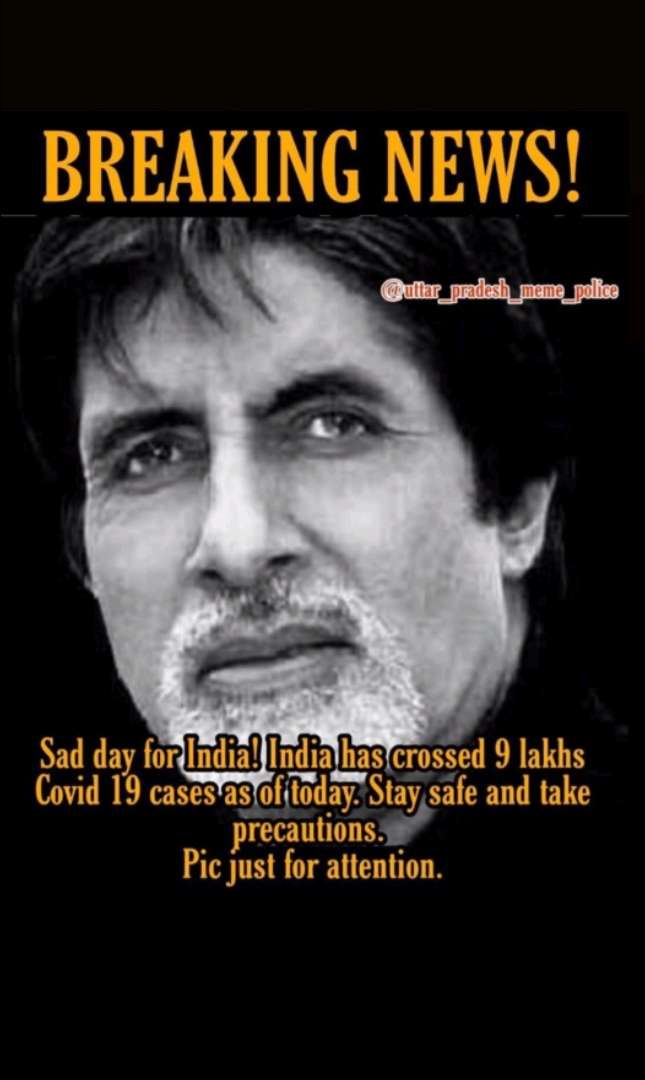 BREAKING NEWS!
@uttar_pradesh_meme_police
Sad day for India! India has crossed 9 lakhs
Covid 19 cases as of today. Stay safe and take
precautions.
Pic just for attention.